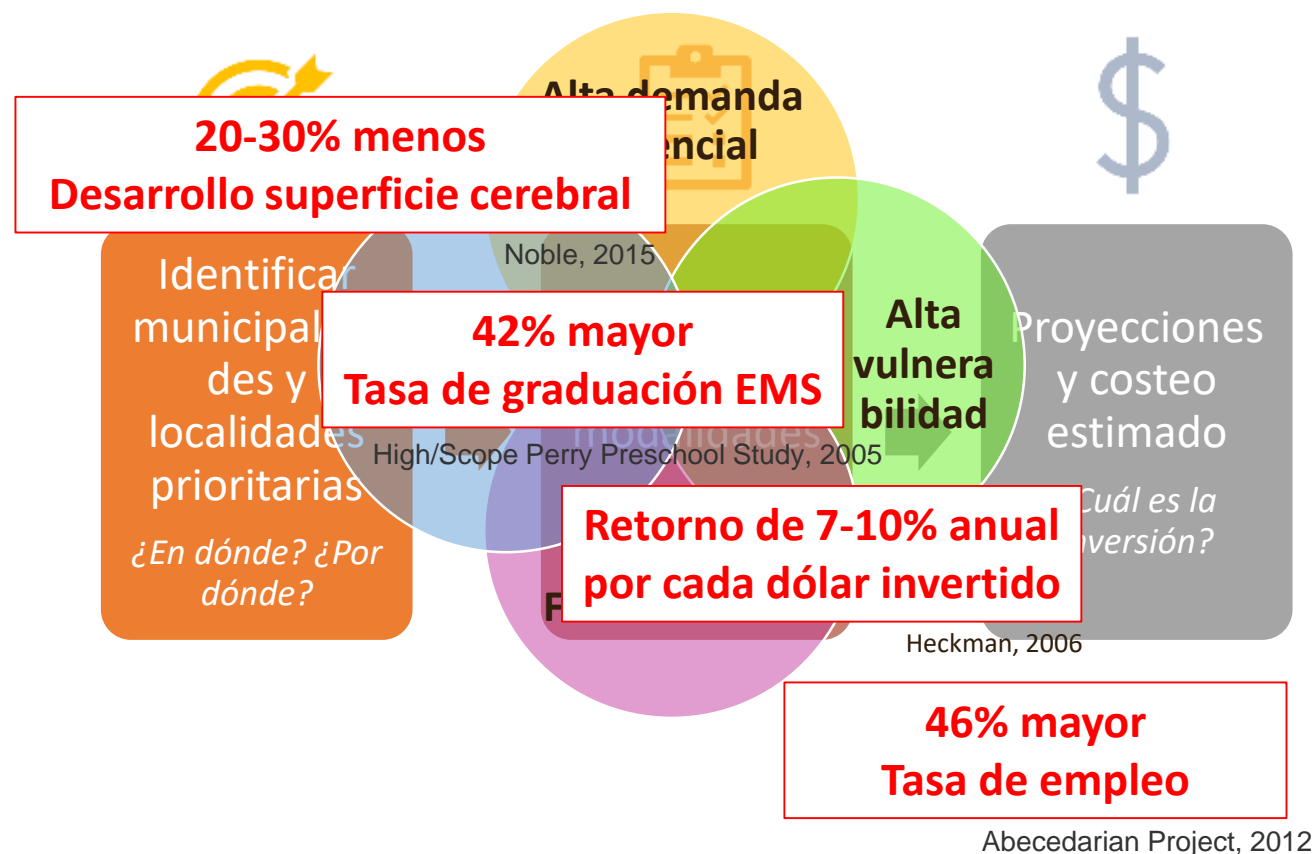 Alta demanda
encial
20-30% menos
Desarrollo superficie cerebral
Noble, 2015
Identificar
municipal
des y
localidades
prioritarias
¿En dónde? ¿Por
dónde?
42% mayor
Tasa de graduación EMS
modalidades
High/Scope Perry Preschool Study, 2005
Alta
vulnera
bilidad
Proyecciones
y costeo
estimado
Cuál es la
nversión?
Retorno de 7-10% anual
por cada dólar invertido
F
Heckman, 2006
46% mayor
Tasa de empleo
Abecedarian Project, 2012